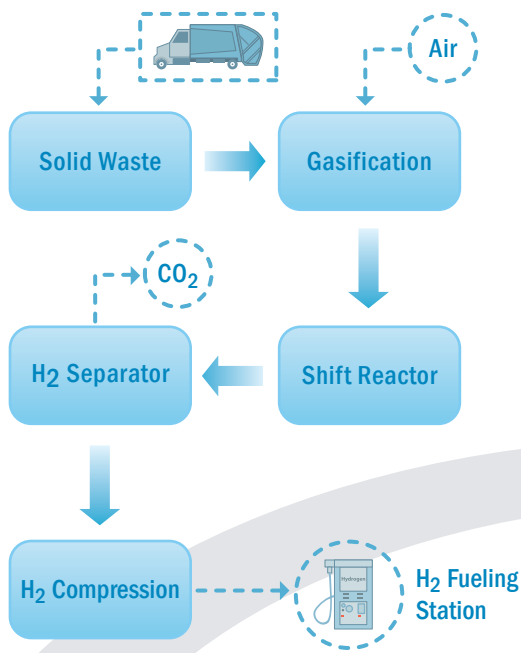 Air
Solid Waste
Gasification
CO₂
H₂ Separator
Shift Reactor
H₂ Compression
Hydrogen
H₂ Fueling
Station